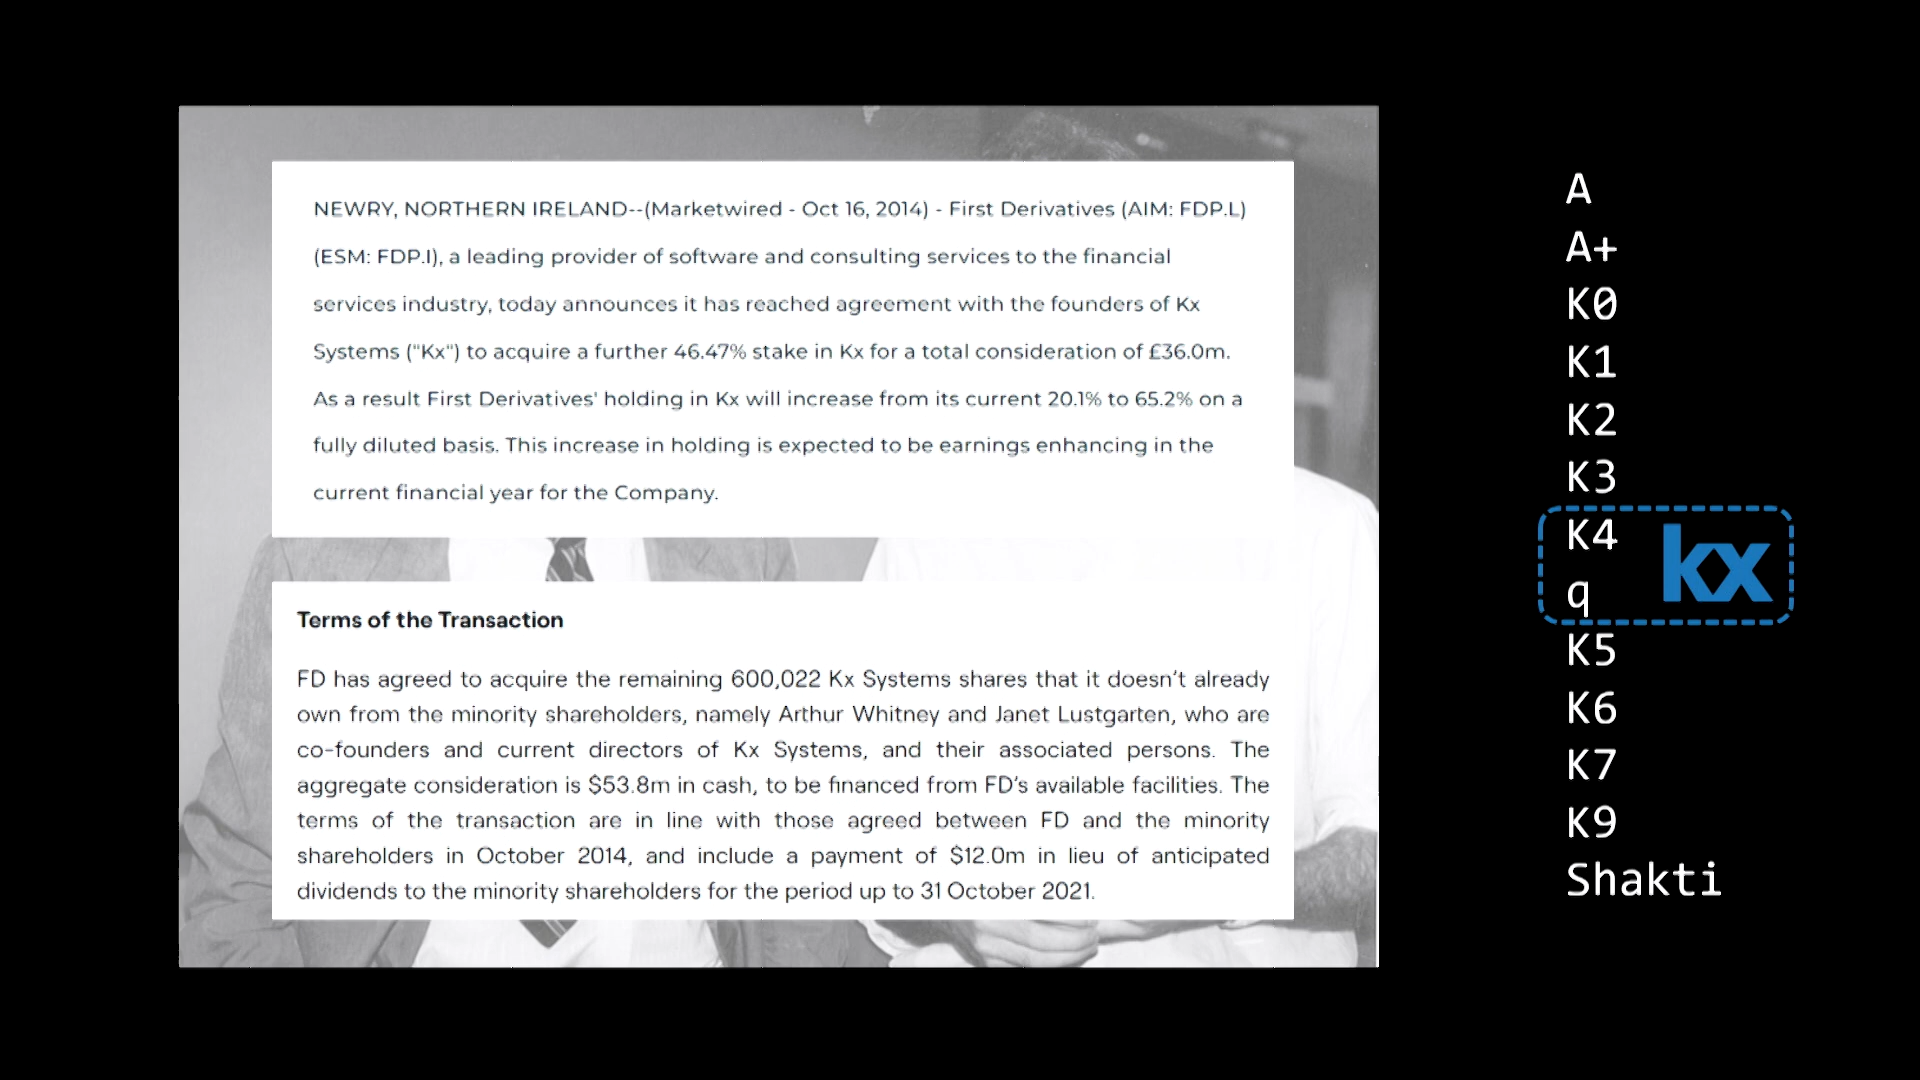 NEWRY, NORTHERN IRELAND--(Marketwired - Oct 16, 2014) - First Derivatives (AIM: FDP.L)
(ESM: FDP.I), a leading provider of software and consulting services to the financial
services industry, today announces it has reached agreement with the founders of Kx
Systems ("Kx") to acquire a further 46.47% stake in Kx for a total consideration of £36.0m.
As a result First Derivatives' holding in Kx will increase from its current 20.1% to 65.2% on a
fully diluted basis. This increase in holding is expected to be earnings enhancing in the
current financial year for the Company.
Terms of the Transaction
FD has agreed to acquire the remaining 600,022 Kx Systems shares that it doesn’t already
own from the minority shareholders, namely Arthur Whitney and Janet Lustgarten, who are
co-founders and current directors of Kx Systems, and their associated persons. The
aggregate consideration is $53.8m in cash, to be financed from FD’s available facilities. The
terms of the transaction are in line with those agreed between FD and the minority
shareholders in October 2014, and include a payment of $12.0m in lieu of anticipated
dividends to the minority shareholders for the period up to 31 October 2021.
A
A+
K0
K1
K2
K3
K4
kx
q
K5
K6
K7
K9
Shakti